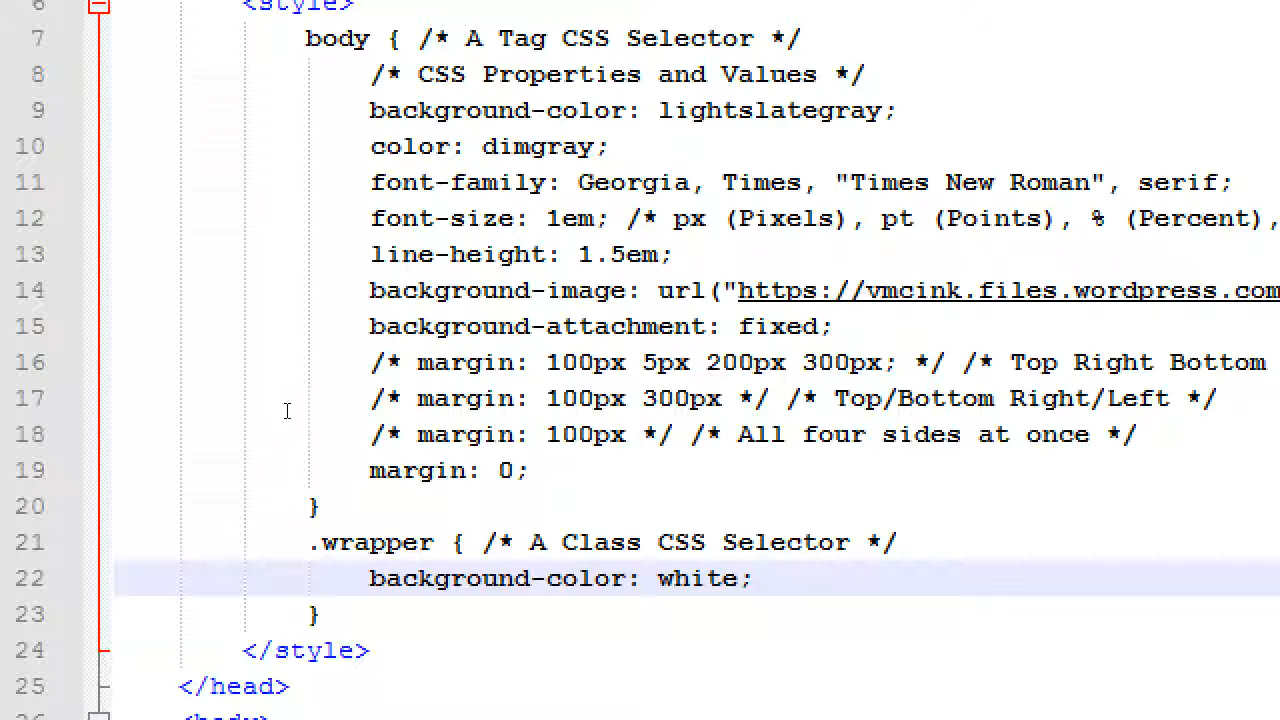 6 <style>
7 body { /* A Tag CSS Selector */
8 /* CSS Properties and Values */
9 background-color: lightslategray;
10 color: dimgray;
11 font-family: Georgia, Times, "Times New Roman", serif;
12 font-size: 1em; /* px (Pixels), pt (Points), % (Percent),
13 line-height: 1.5em;
14 background-image: url("https://vmcink.files.wordpress.com
15 background-attachment: fixed;
16 /* margin: 100px 5px 200px 300px; */ /* Top Right Bottom
17 /* margin: 100px 300px */ /* Top/Bottom Right/Left */
18 /* margin: 100px */ /* All four sides at once */
19 margin: 0;
20 }
21 .wrapper { /* A Class CSS Selector */
22 background-color: white;
23 }
24 </style>
25 </head>
26 <body>